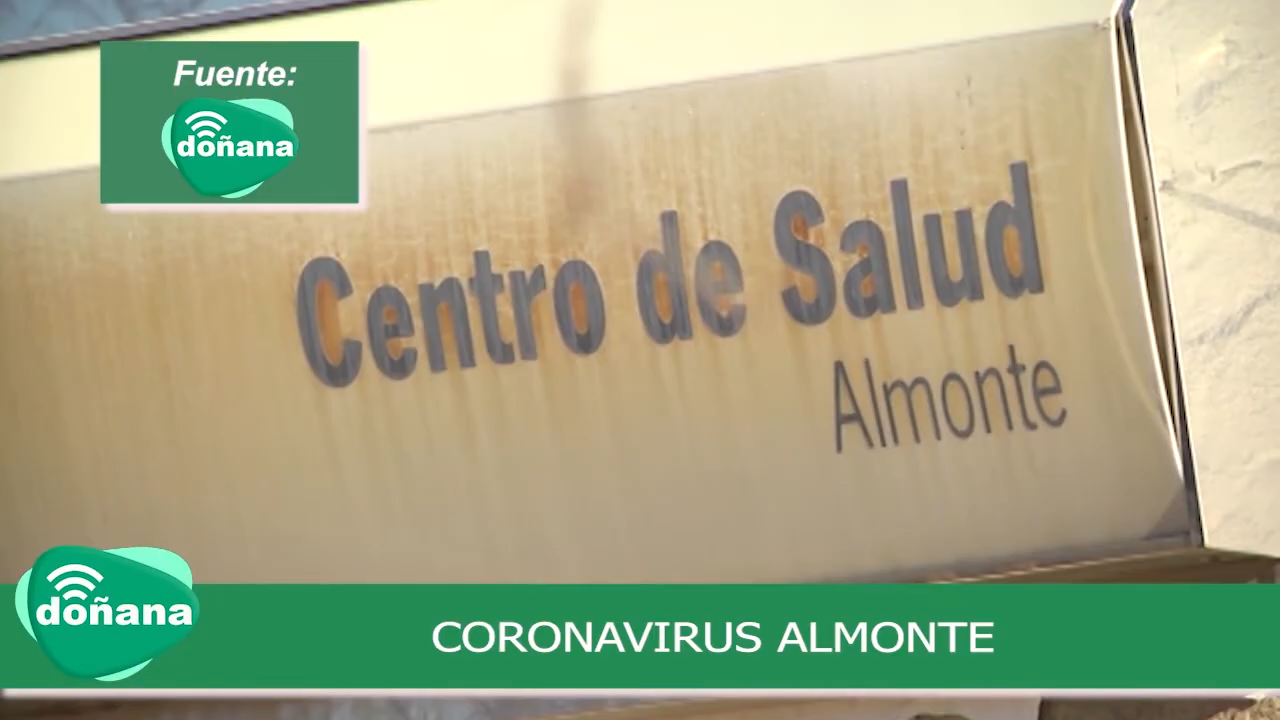 Fuente:
doñana
Centro de Salud
Almonte
doñana
CORONAVIRUS ALMONTE